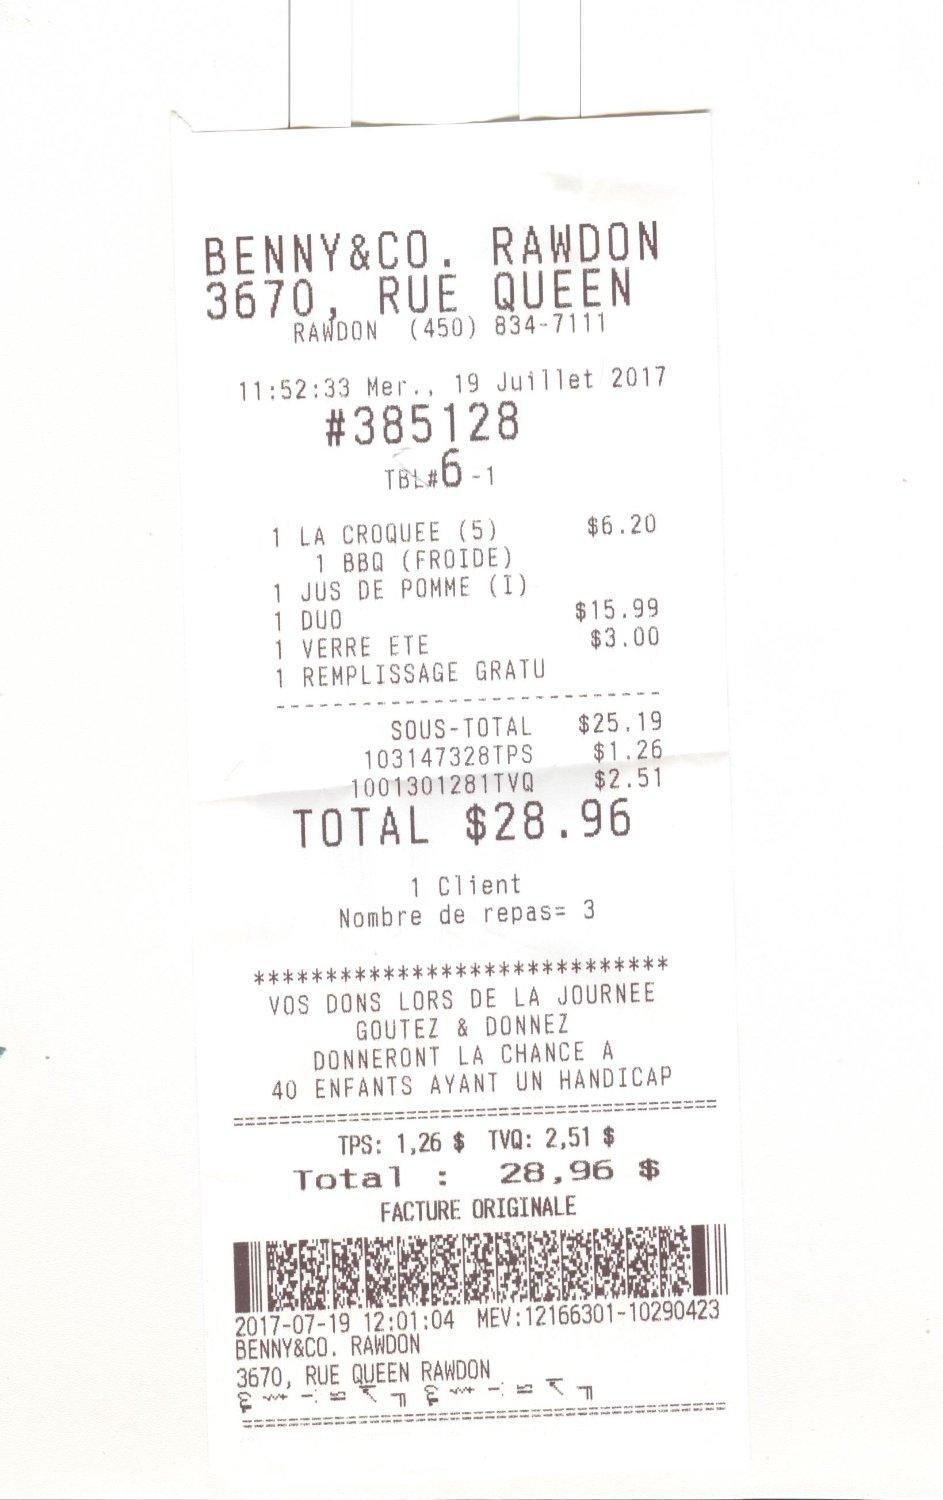 BENNY&CO. RAWDON
3670, RUE QUEEN
RAWDON (450) 834-7111
11:52:33 Mer., 19 Juillet 2017
#385128
TBL#6-1
1 LA CROQUEE (5) $6.20
1 BBQ (FROIDE)
1 JUS DE POMME (I)
1 DUO $15.99
1 VERRE ETE $3.00
1 REMPLISSAGE GRATU
----------------------------
SOUS-TOTAL $25.19
103147328TPS $1.26
1001301281TVQ $2.51
TOTAL $28.96
1 Client
Nombre de repas= 3
*****************************
VOS DONS LORS DE LA JOURNEE
GOUTEZ & DONNEZ
DONNERONT LA CHANCE A
40 ENFANTS AYANT UN HANDICAP
==========================================
TPS: 1,26 $ TVQ: 2,51 $
Total : 28,96 $
FACTURE ORIGINALE
2017-07-19 12:01:04 MEV:12166301-10290423
BENNY&CO. RAWDON
3670, RUE QUEEN RAWDON
==========================================